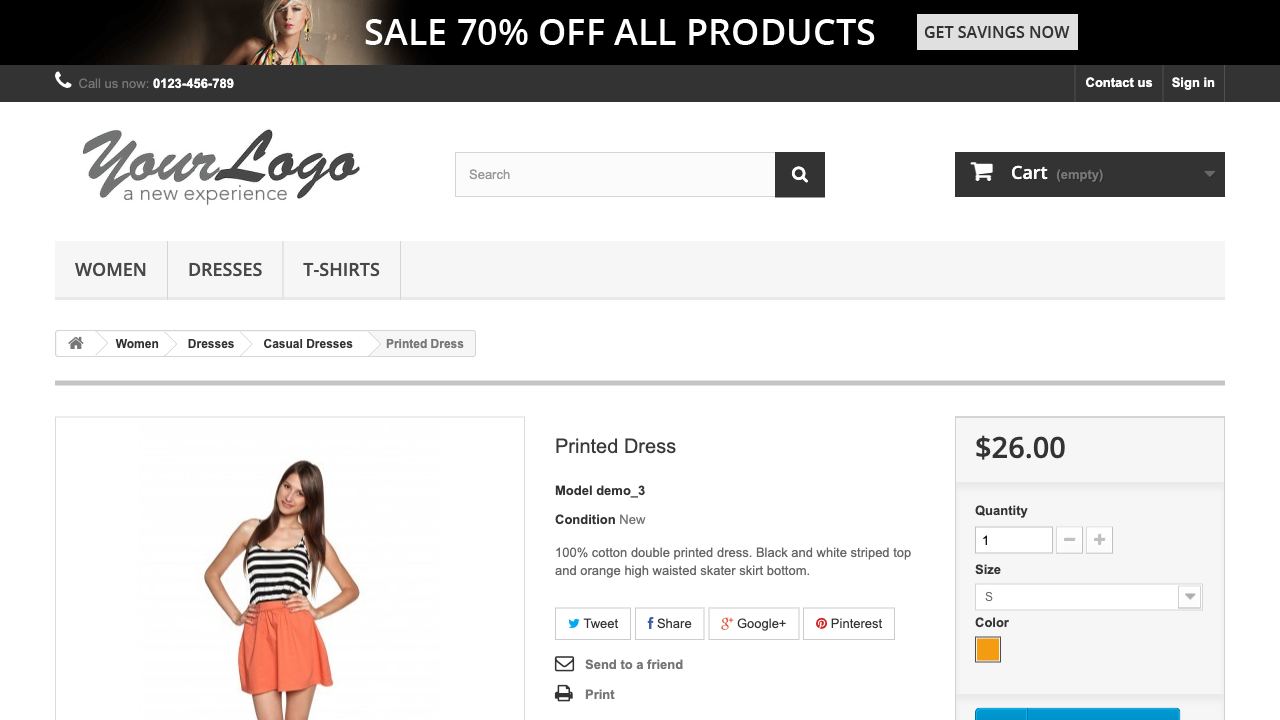 SALE 70% OFF ALL PRODUCTS
GET SAVINGS NOW
Call us now: 0123-456-789
Contact us
Sign in
YourLogo
a new experience
Search
Cart (empty)
WOMEN
DRESSES
T-SHIRTS
Women
Dresses
Casual Dresses
Printed Dress
Printed Dress
Model demo_3
Condition New
100% cotton double printed dress. Black and white striped top
and orange high waisted skater skirt bottom.
Tweet
Share
Google+
Pinterest
Send to a friend
Print
$26.00
Quantity
1
Size
S
Color